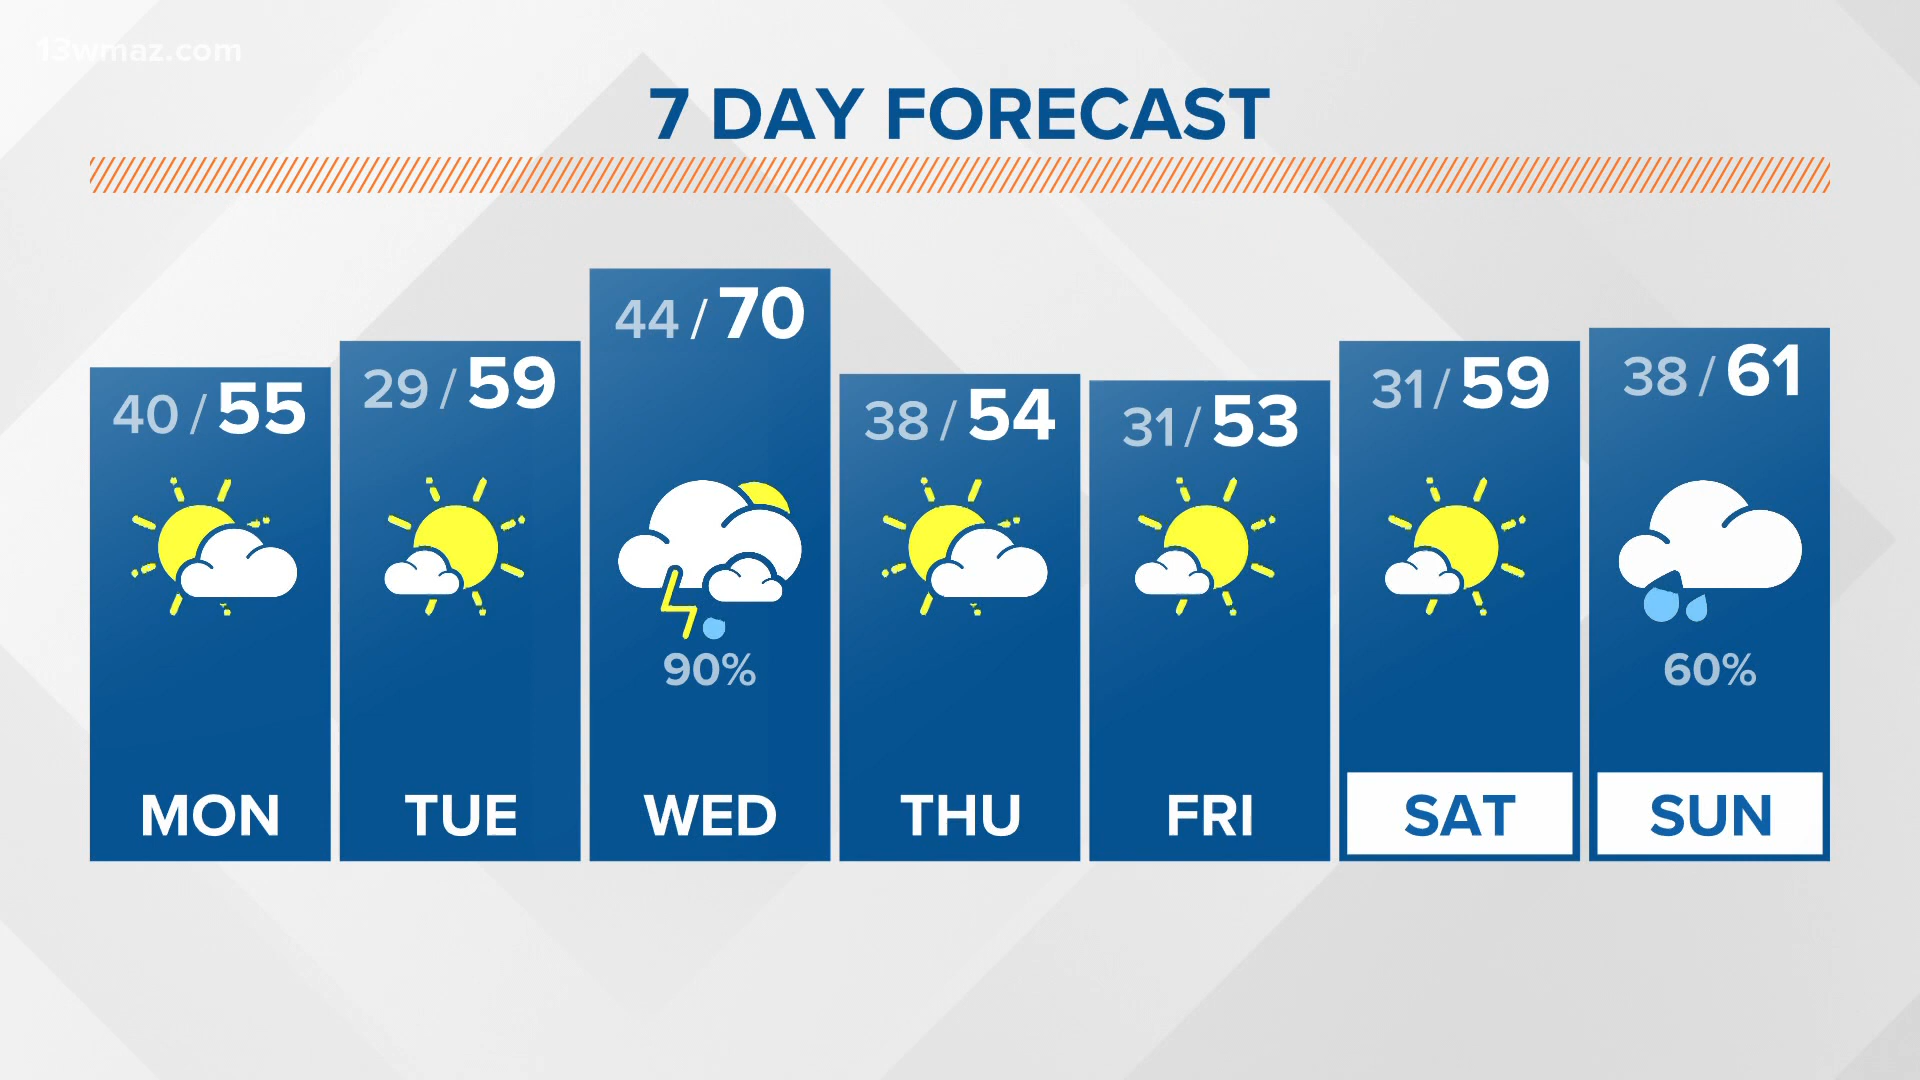 13wmaz.com
7 DAY FORECAST
40 / 55
29 / 59
44 / 70
38 / 54
31 / 53
31 / 59
38 / 61
90%
60%
MON
TUE
WED
THU
FRI
SAT
SUN